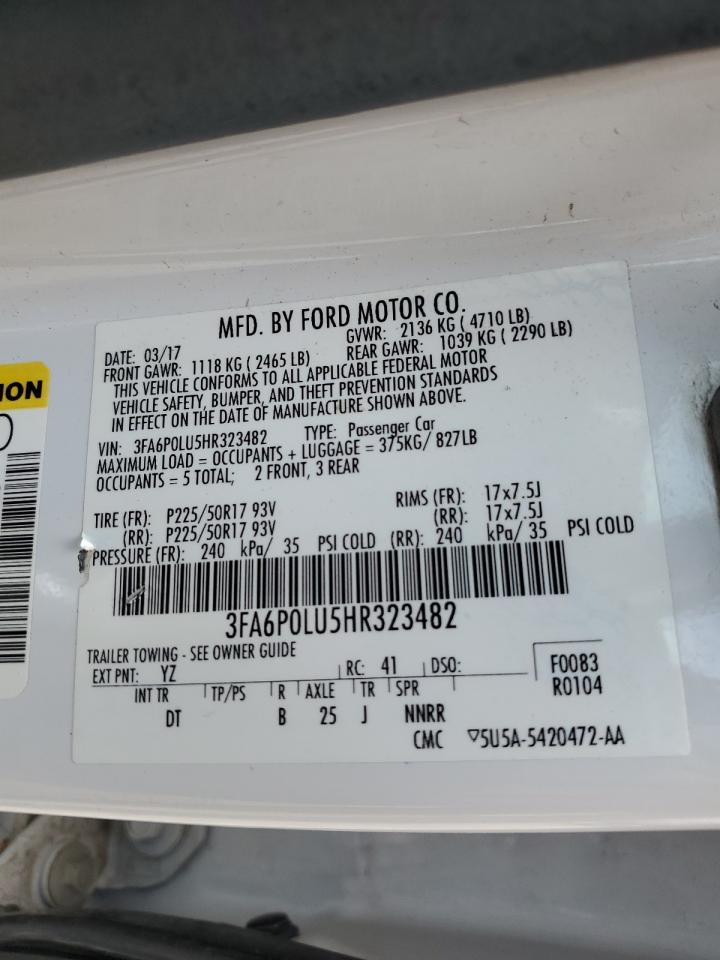 MFD. BY FORD MOTOR CO.
DATE: 03/17 GVWR: 2136 KG ( 4710 LB)
FRONT GAWR: 1118 KG ( 2465 LB) REAR GAWR: 1039 KG ( 2290 LB)
THIS VEHICLE CONFORMS TO ALL APPLICABLE FEDERAL MOTOR
VEHICLE SAFETY, BUMPER, AND THEFT PREVENTION STANDARDS
IN EFFECT ON THE DATE OF MANUFACTURE SHOWN ABOVE.
VIN: 3FA6P0LU5HR323482 TYPE: Passenger Car
MAXIMUM LOAD = OCCUPANTS + LUGGAGE = 375KG/ 827LB
OCCUPANTS = 5 TOTAL; 2 FRONT, 3 REAR
TIRE (FR): P225/50R17 93V RIMS (FR): 17x7.5J
(RR): P225/50R17 93V (RR): 17x7.5J
PRESSURE (FR): 240 kPa/ 35 PSI COLD (RR): 240 kPa/ 35 PSI COLD
3FA6P0LU5HR323482
TRAILER TOWING - SEE OWNER GUIDE
EXT PNT: YZ RC: 41 DSO: F0083
INT TR TP/PS R AXLE TR SPR R0104
DT B 25 J NNRR
CMC ▽5U5A-5420472-AA